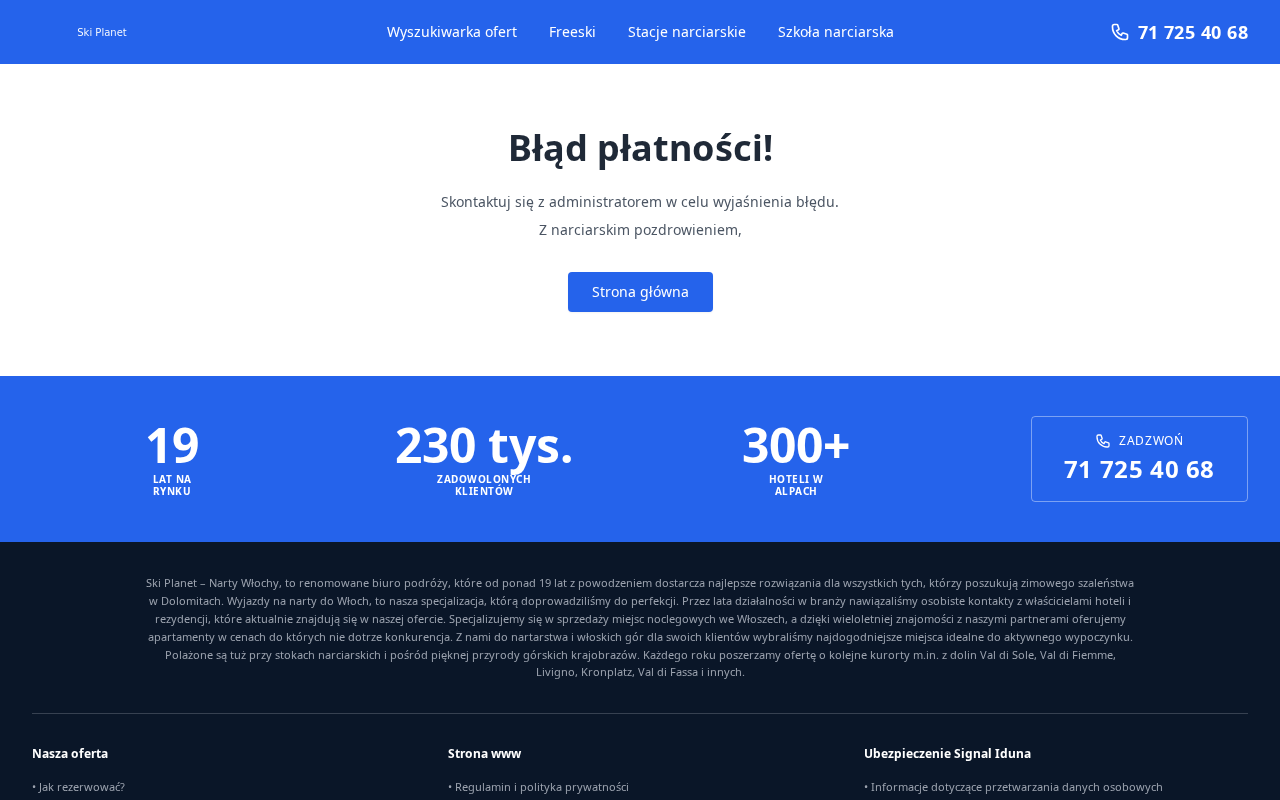 Ski Planet
Wyszukiwarka ofert
Freeski
Stacje narciarskie
Szkoła narciarska
71 725 40 68
Błąd płatności!
Skontaktuj się z administratorem w celu wyjaśnienia błędu.
Z narciarskim pozdrowieniem,
Strona główna
19
LAT NA
RYNKU
230 tys.
ZADOWOLONYCH
KLIENTÓW
300+
HOTELI W
ALPACH
ZADZWOŃ
71 725 40 68
Ski Planet – Narty Włochy, to renomowane biuro podróży, które od ponad 19 lat z powodzeniem dostarcza najlepsze rozwiązania dla wszystkich tych, którzy poszukują zimowego szaleństwa
w Dolomitach. Wyjazdy na narty do Włoch, to nasza specjalizacja, którą doprowadziliśmy do perfekcji. Przez lata działalności w branży nawiązaliśmy osobiste kontakty z właścicielami hoteli i
rezydencji, które aktualnie znajdują się w naszej ofercie. Specjalizujemy się w sprzedaży miejsc noclegowych we Włoszech, a dzięki wieloletniej znajomości z naszymi partnerami oferujemy
apartamenty w cenach do których nie dotrze konkurencja. Z nami do nartarstwa i włoskich gór dla swoich klientów wybraliśmy najdogodniejsze miejsca idealne do aktywnego wypoczynku.
Polażone są tuż przy stokach narciarskich i pośród pięknej przyrody górskich krajobrazów. Każdego roku poszerzamy ofertę o kolejne kurorty m.in. z dolin Val di Sole, Val di Fiemme,
Livigno, Kronplatz, Val di Fassa i innych.
Nasza oferta
• Jak rezerwować?
Strona www
• Regulamin i polityka prywatności
Ubezpieczenie Signal Iduna
• Informacje dotyczące przetwarzania danych osobowych